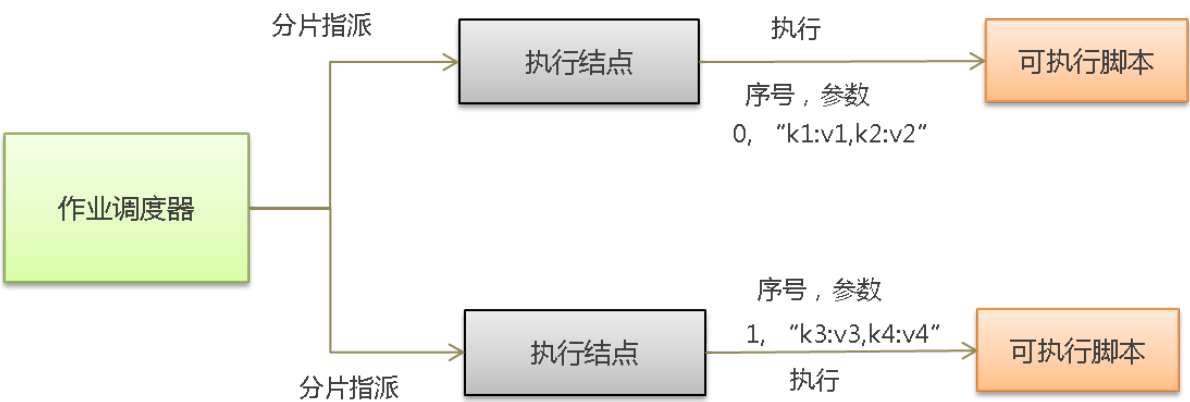 分片指派
执行结点
执行
可执行脚本
序号，参数
0, “k1:v1,k2:v2”
作业调度器
序号，参数
1, “k3:v3,k4:v4”
执行结点
可执行脚本
执行
分片指派